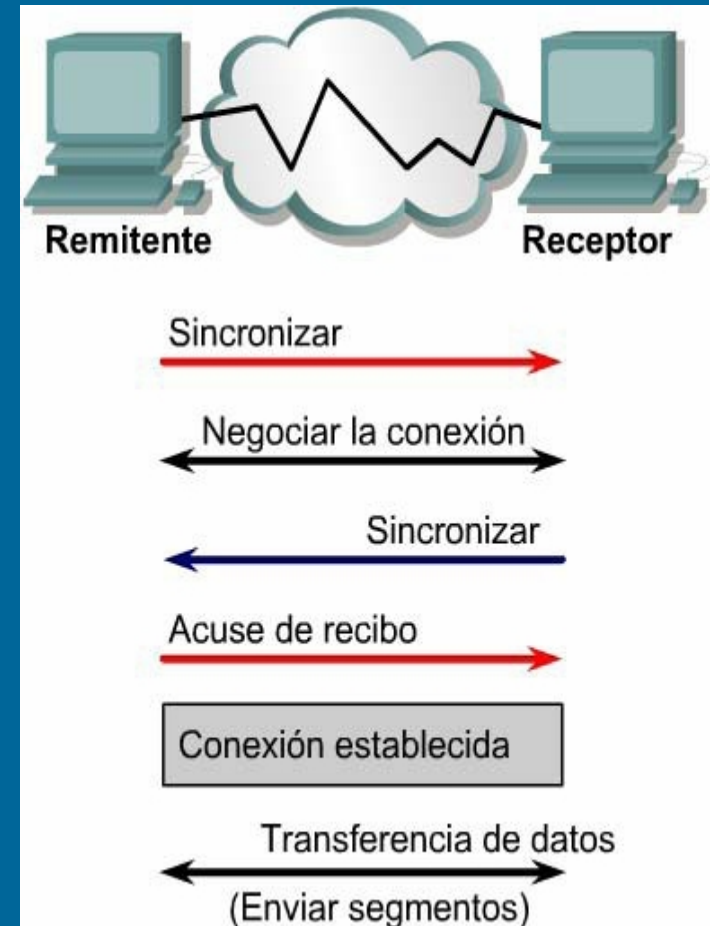 Remitente
Receptor
Sincronizar
Negociar la conexión
Sincronizar
Acuse de recibo
Conexión establecida
Transferencia de datos
(Enviar segmentos)